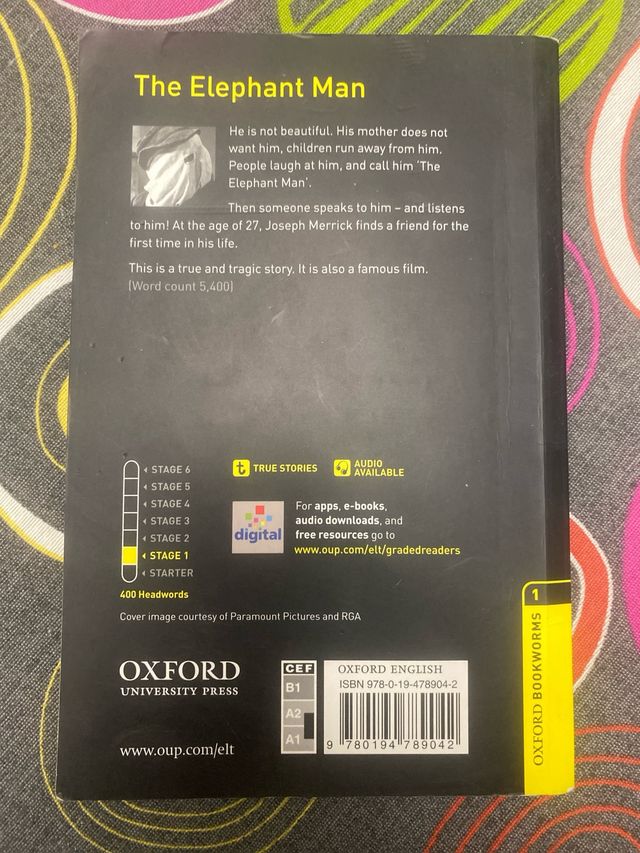 The Elephant Man
He is not beautiful. His mother does not
want him, children run away from him.
People laugh at him, and call him ‘The
Elephant Man’.
Then someone speaks to him – and listens
to him! At the age of 27, Joseph Merrick finds a friend for the
first time in his life.
This is a true and tragic story. It is also a famous film.
(Word count 5,400)
STAGE 6
STAGE 5
STAGE 4
STAGE 3
STAGE 2
STAGE 1
STARTER
400 Headwords
t TRUE STORIES
AUDIO
AVAILABLE
digital
For apps, e-books,
audio downloads, and
free resources go to
www.oup.com/elt/gradedreaders
Cover image courtesy of Paramount Pictures and RGA
OXFORD
UNIVERSITY PRESS
www.oup.com/elt
CEF
B1
A2
A1
OXFORD ENGLISH
ISBN 978-0-19-478904-2
9 780194 789042
1
OXFORD BOOKWORMS